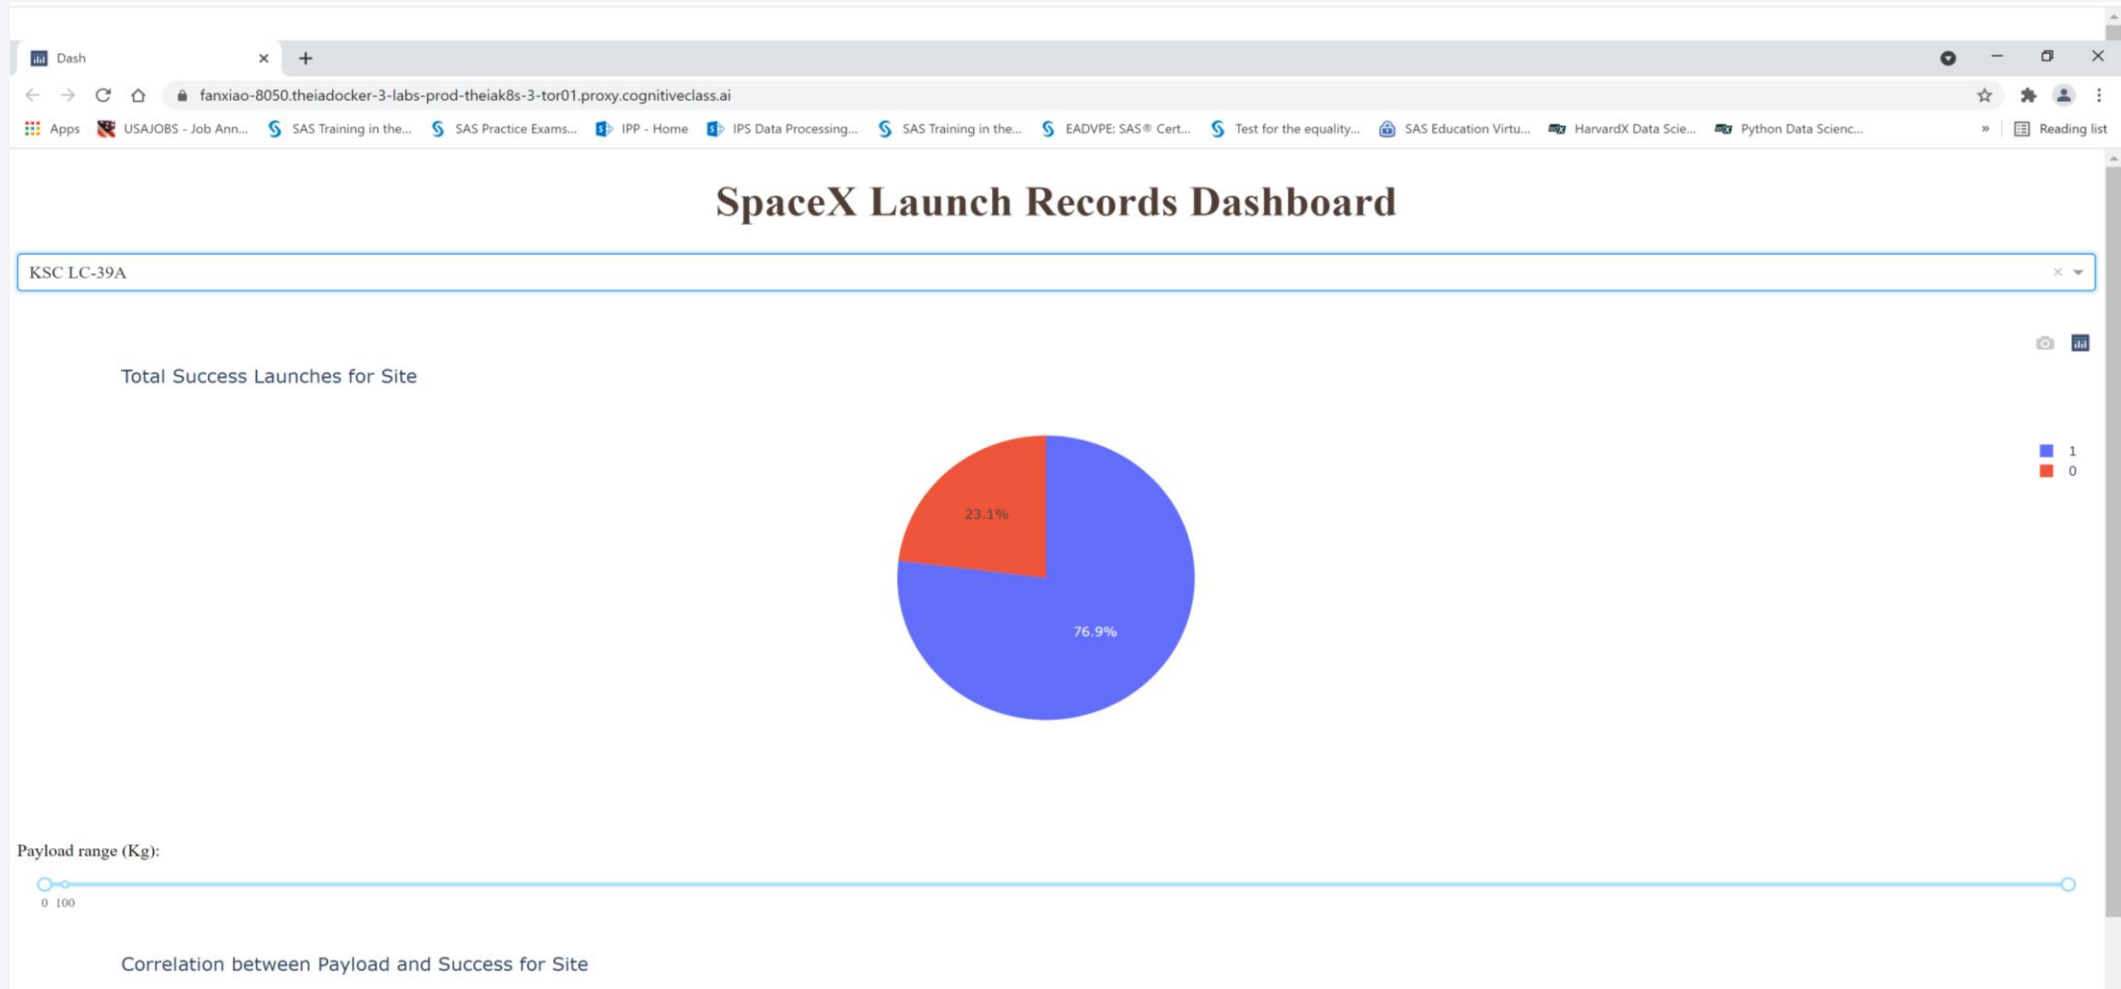 Dash
fanxiao-8050.theiadocker-3-labs-prod-theiak8s-3-tor01.proxy.cognitiveclass.ai
Apps USAJOBS - Job Ann... SAS Training in the... SAS Practice Exams... IPP - Home IPS Data Processing... SAS Training in the... EADVPE: SAS® Cert... Test for the equality... SAS Education Virtu... HarvardX Data Scie... Python Data Scienc... » Reading list
SpaceX Launch Records Dashboard
KSC LC-39A
Total Success Launches for Site
1
0
23.1%
76.9%
Payload range (Kg):
0 100
Correlation between Payload and Success for Site